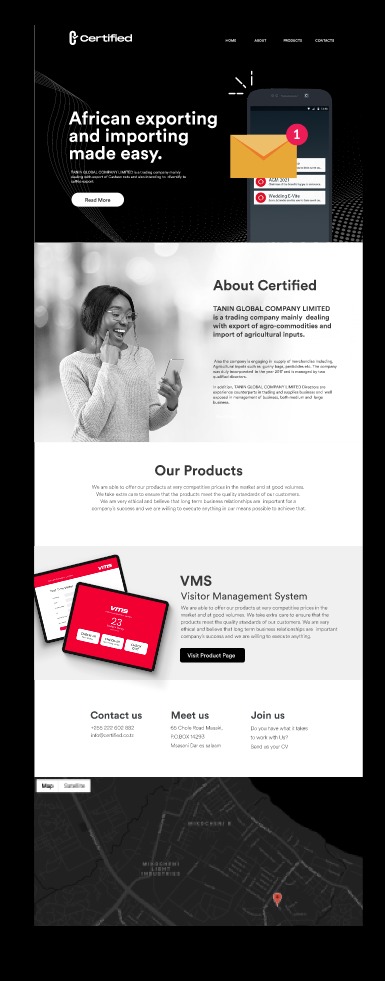 Certified
HOME ABOUT PRODUCTS CONTACTS
African exporting
and importing
made easy.
TANIN GLOBAL COMPANY LIMITED is a trading company mainly
dealing with export of Cashew nuts and also intending to diversify to
coffee export
Read More
1
AGM 2021
Wedding E-Vite
About Certified
TANIN GLOBAL COMPANY LIMITED
is a trading company mainly dealing
with export of agro-commodities and
import of agricultural inputs.
Also the company is engaging in supply of merchandise including,
Agricultural Inputs such as gunny bags, pesticides etc. The company
was duly incorporated in the year 2017 and is managed by two
qualified directors.
In addition, TANIN GLOBAL COMPANY LIMITED Directors are
experience counterparts in trading and supplies business and well
exposed in management of business, both medium and large
business.
Our Products
We are able to offer our products at very competitive prices in the market and at good volumes.
We take extra care to ensure that the products meet the quality standards of our customers.
We are very ethical and believe that long term business relationships are important for a
company's success and we are willing to execute anything in our means possible to achieve that.
vms
vms
23
VMS
Visitor Management System
We are able to offer our products at very competitive prices in the market
and at good volumes. We take extra care to ensure that the
products meet the quality standards of our customers. We are very
ethical and believe that long term business relationships are important
company's success and we are willing to execute anything.
Visit Product Page
Contact us
+255 222 602 882
info@certified.co.tz
Meet us
55 Chole Road Masaki,
P.O.BOX 14293
Masaani Dar es salaam
Join us
Do you have what it takes
to work with Us?
Send us your CV
Map Satellite
MIKOCHENI B
MIKOCHENI
LIGHT
INDUSTRIES